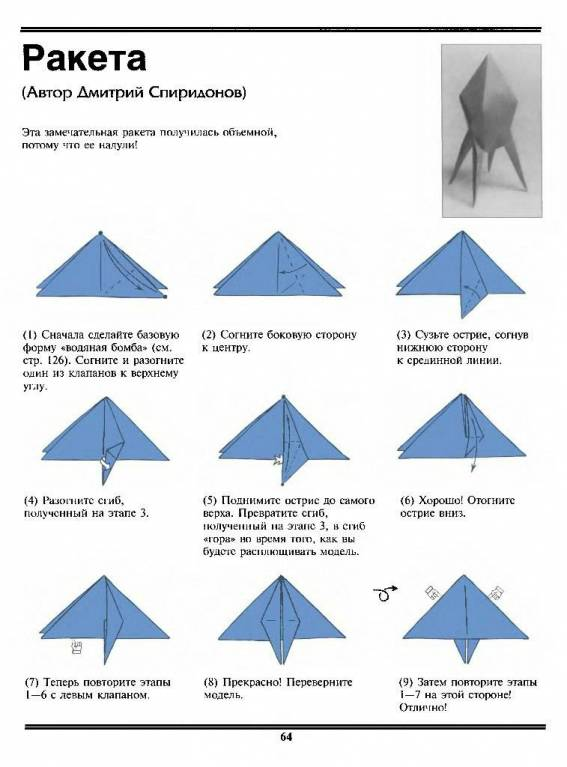 Ракета
(Автор Дмитрий Спиридонов)
Эта замечательная ракета получилась объемной,
потому что ее надули!
(1) Сначала сделайте базовую
форму «водяная бомба» (см.
стр. 126). Согните и разогните
один из клапанов к верхнему
углу.
(2) Согните боковую сторону
к центру.
(3) Сузьте острие, согнув
нижнюю сторону
к срединной линии.
(4) Разогните сгиб,
полученный на этапе 3.
(5) Поднимите острие до самого
верха. Превратите сгиб,
полученный на этапе 3, в сгиб
«гора» во время того, как вы
будете расплющивать модель.
(6) Хорошо! Отогните
острие вниз.
(7) Теперь повторите этапы
1—6 с левым клапаном.
(8) Прекрасно! Переверните
модель.
(9) Затем повторите этапы
1—7 на этой стороне!
Отлично!
64